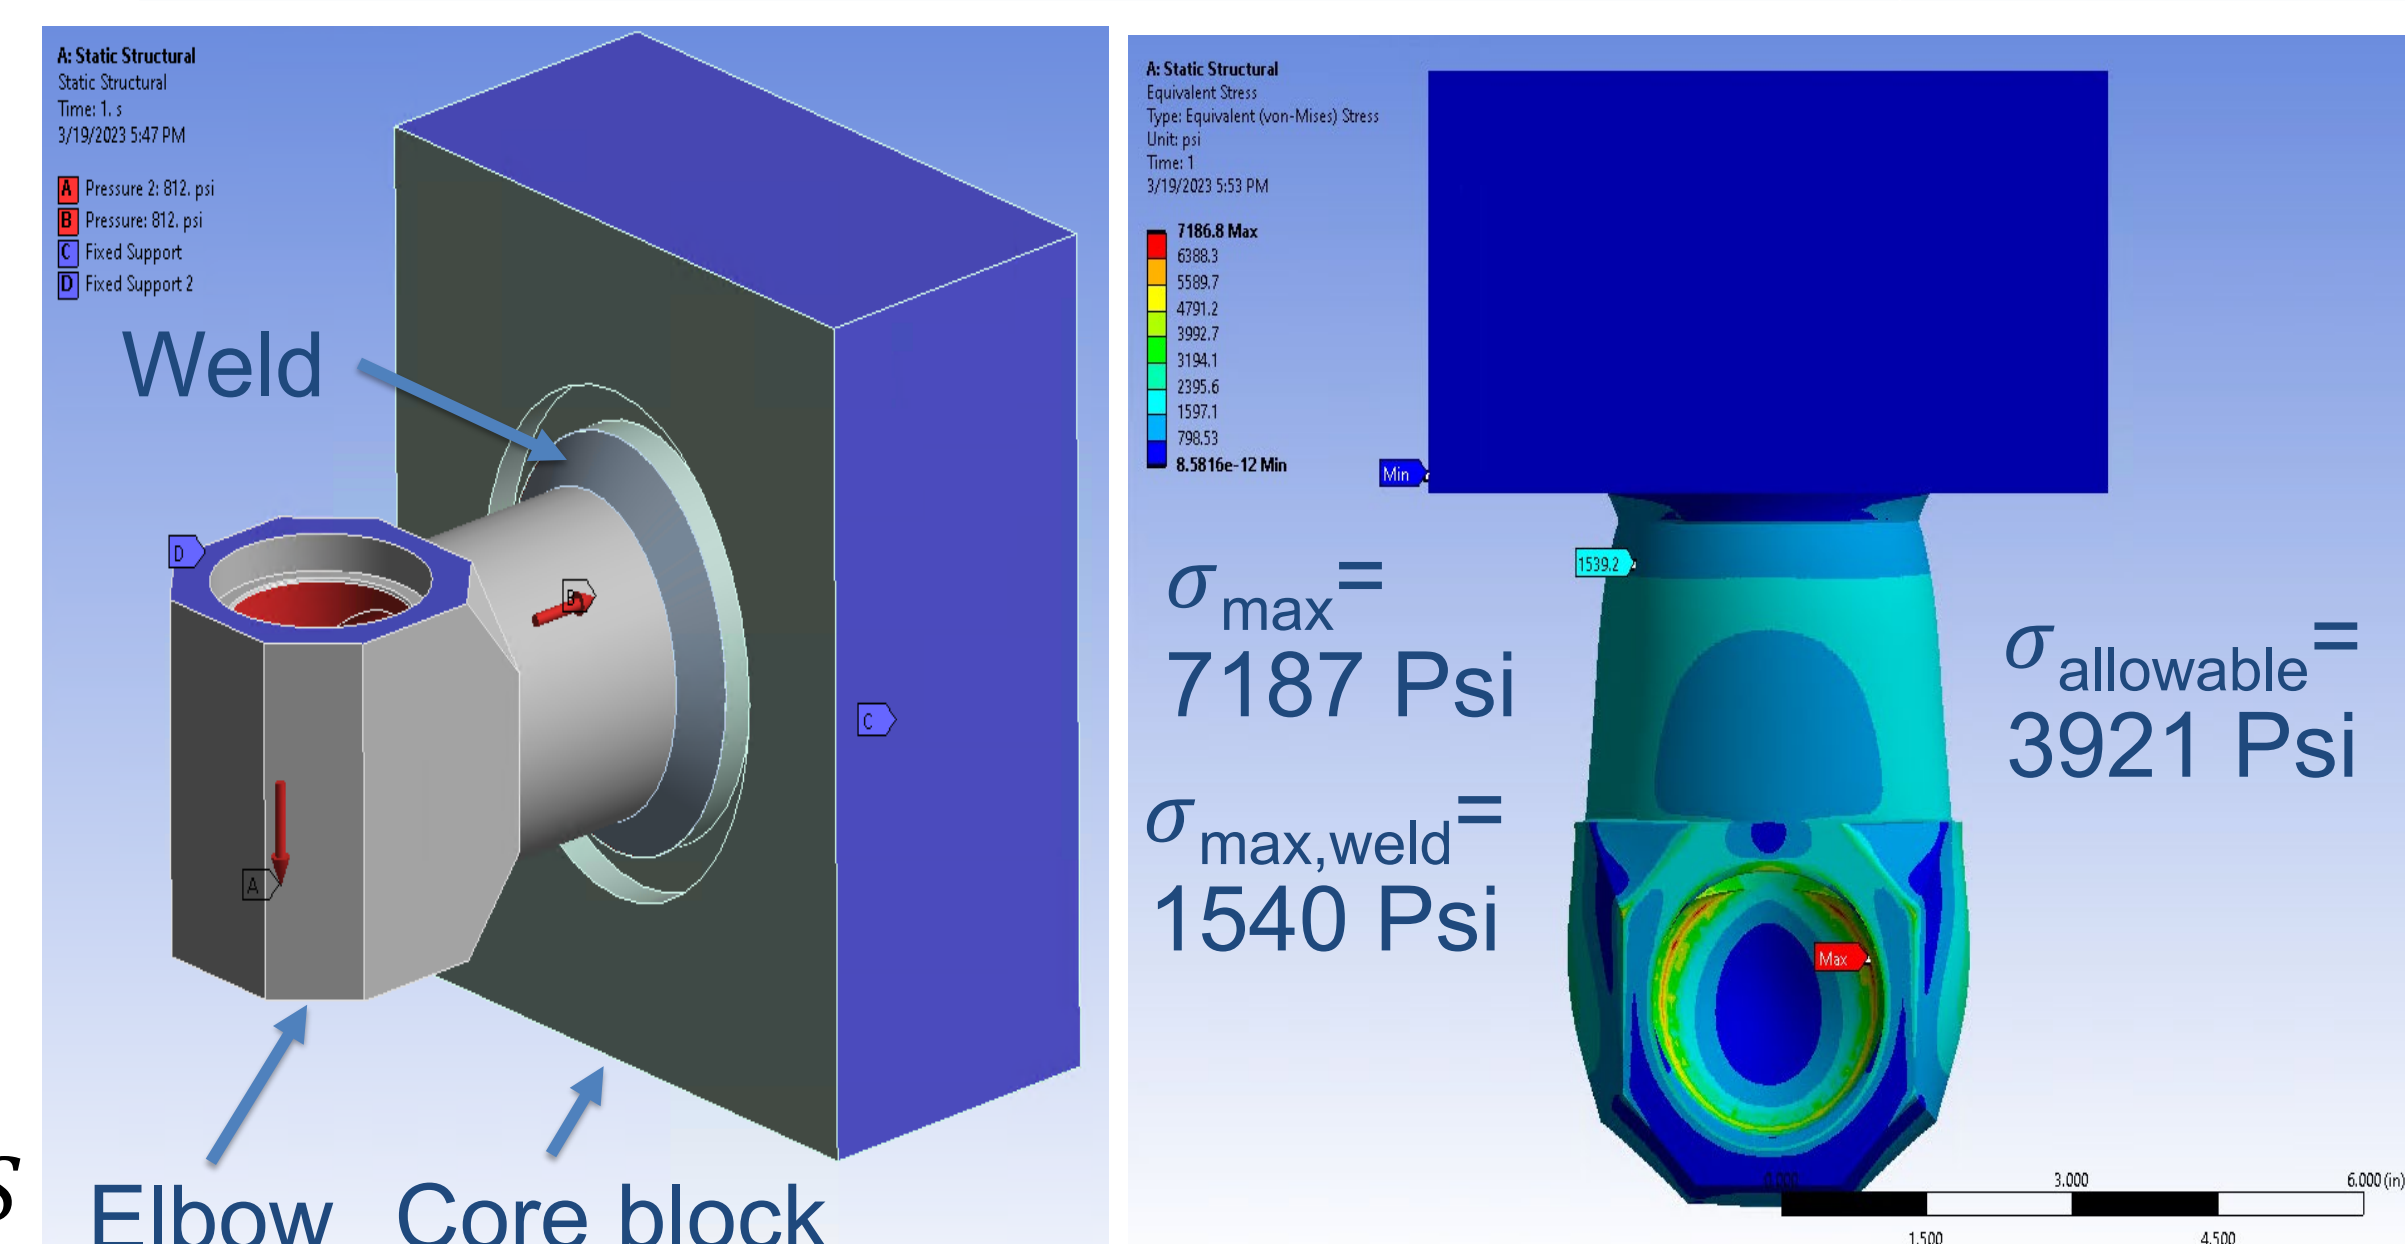 A: Static Structural
Static Structural
Time: 1. s
3/19/2023 5:47 PM
A Pressure 2: 812. psi
B Pressure: 812. psi
C Fixed Support
D Fixed Support 2
Weld
D
B
C
A
Elbow
Core block
S
A: Static Structural
Equivalent Stress
Type: Equivalent (von-Mises) Stress
Unit: psi
Time: 1
3/19/2023 5:53 PM
7186.8 Max
6388.3
5589.7
4791.2
3992.7
3194.1
2395.6
1597.1
798.53
8.5816e-12 Min
Min
1539.2
σmax=
7187 Psi
σmax,weld=
1540 Psi
σallowable=
3921 Psi
Max
0.000
3.000
6.000 (in)
1.500
4.500